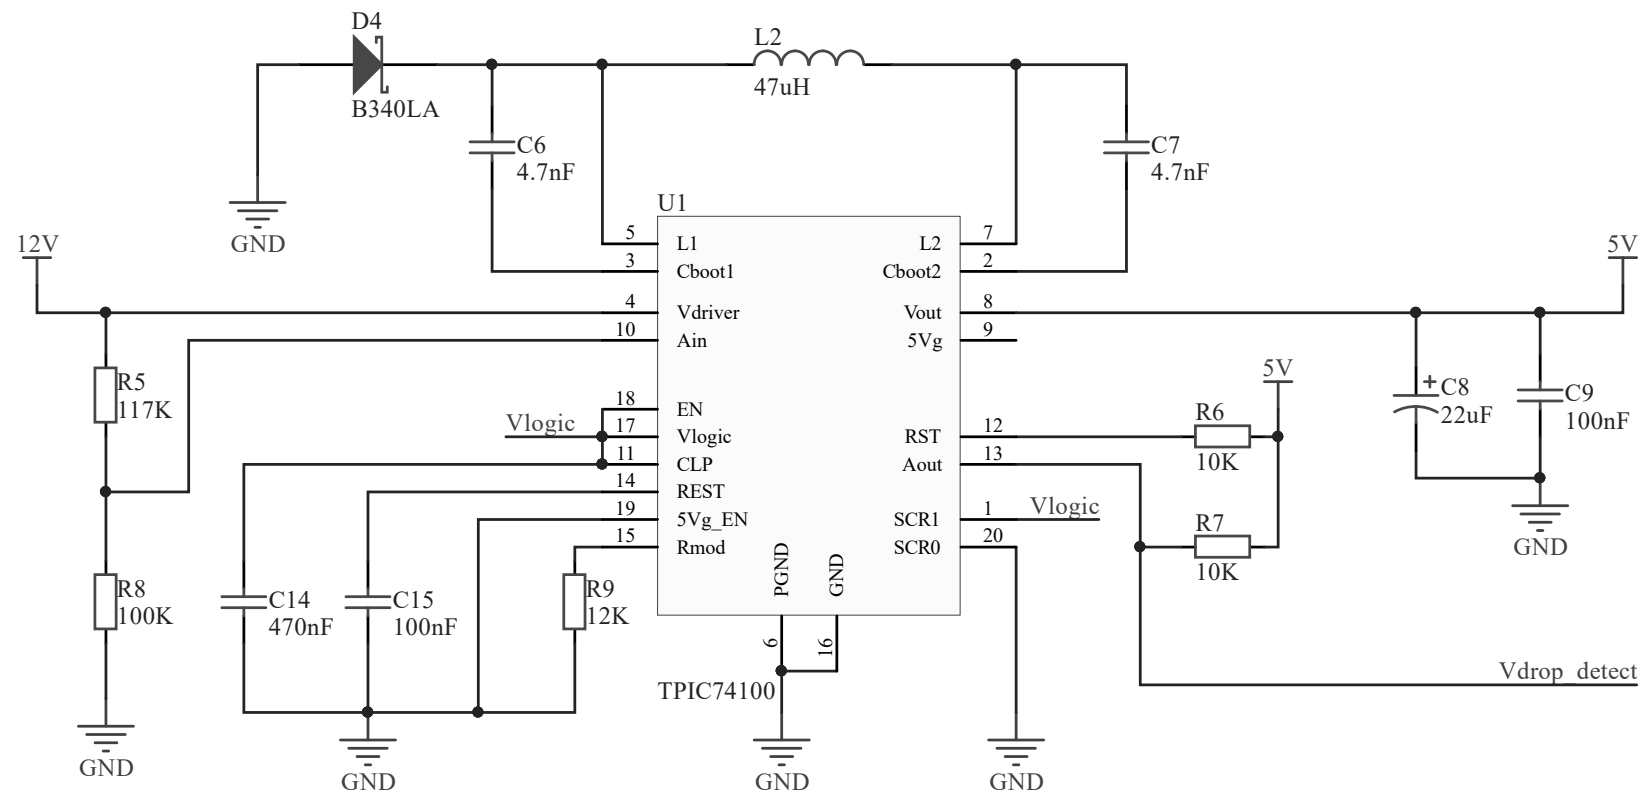 D4
B340LA
L2
47uH
C6
4.7nF
C7
4.7nF
GND
U1
12V
5V
5
L1
L2
7
3
Cboot1
Cboot2
2
4
Vdriver
Vout
8
10
Ain
5Vg
9
R5
117K
5V
C8
22uF
C9
100nF
18
EN
Vlogic
17
Vlogic
RST
12
R6
10K
11
CLP
Aout
13
14
REST
19
5Vg_EN
SCR1
1
Vlogic
15
Rmod
SCR0
20
R7
10K
GND
PGND
GND
R8
100K
C14
470nF
C15
100nF
R9
12K
6
16
TPIC74100
Vdrop_detect
GND
GND
GND
GND